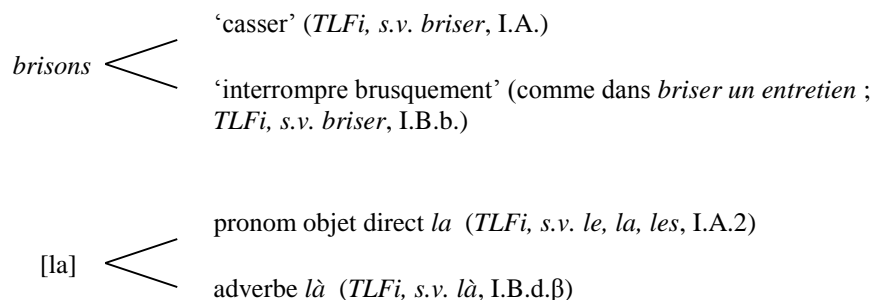 ‘casser’ (TLFi, s.v. briser, I.A.)
brisons
‘interrompre brusquement’ (comme dans briser un entretien ;
TLFi, s.v. briser, I.B.b.)
pronom objet direct la (TLFi, s.v. le, la, les, I.A.2)
[la]
adverbe là (TLFi, s.v. là, I.B.d.β)